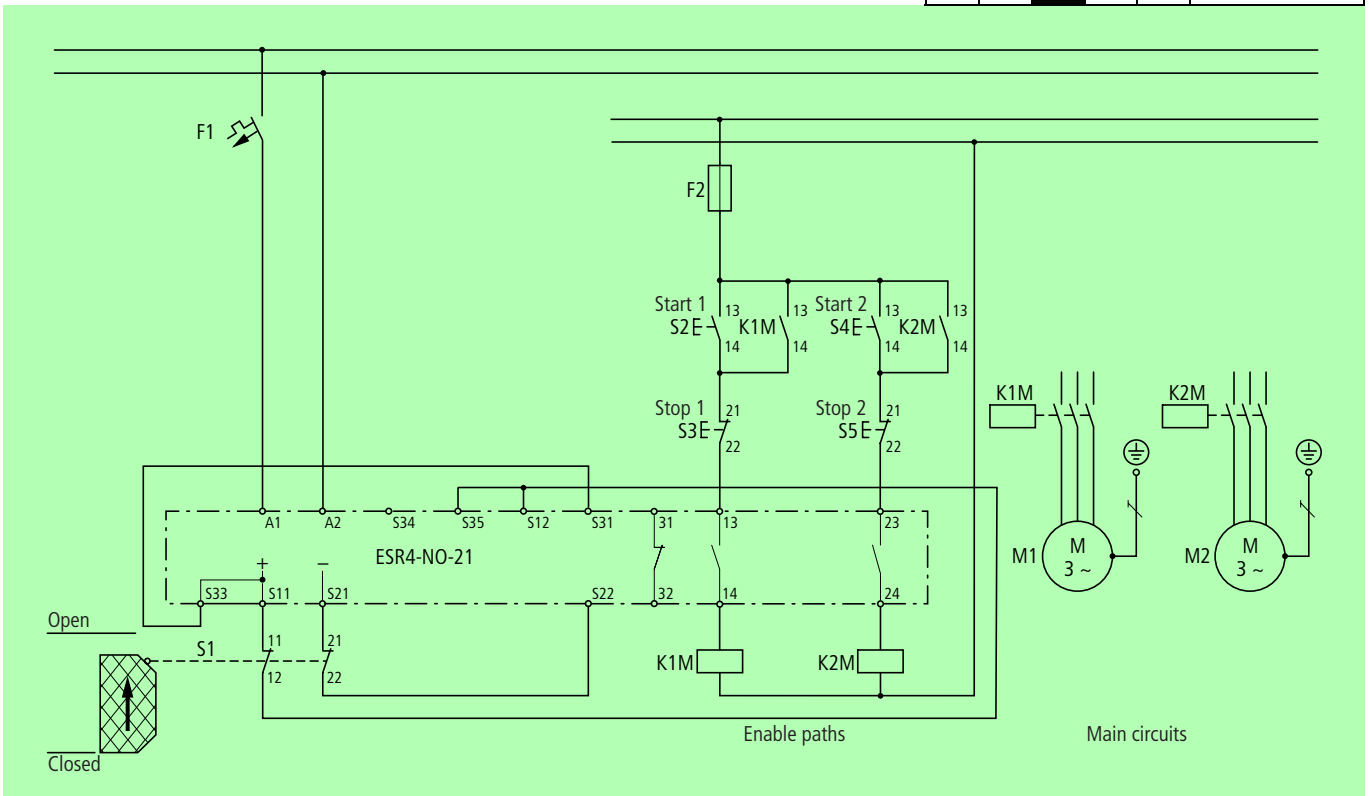 F1
F2
Start 1
13
13
Start 2
13
13
S2
K1M
S4
K2M
14
14
14
14
K1M
K2M
Stop 1
21
Stop 2
21
S3
22
S5
22
A1
A2
S34
S35
S12
S31
31
13
23
ESR4-NO-21
+
−
M1
M
3 ~
M2
M
3 ~
S33
S11
S21
S22
32
14
24
Open
S1
11
21
12
22
K1M
K2M
Enable paths
Main circuits
Closed